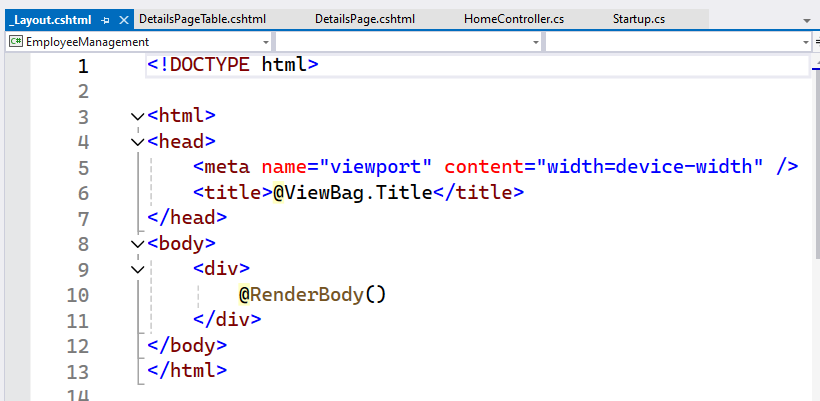 _Layout.cshtml DetailsPageTable.cshtml DetailsPage.cshtml HomeController.cs Startup.cs
C# EmployeeManagement
1 <!DOCTYPE html>
2
3 <html>
4 <head>
5     <meta name="viewport" content="width=device-width" />
6     <title>@ViewBag.Title</title>
7 </head>
8 <body>
9     <div>
10         @RenderBody()
11     </div>
12 </body>
13 </html>
14